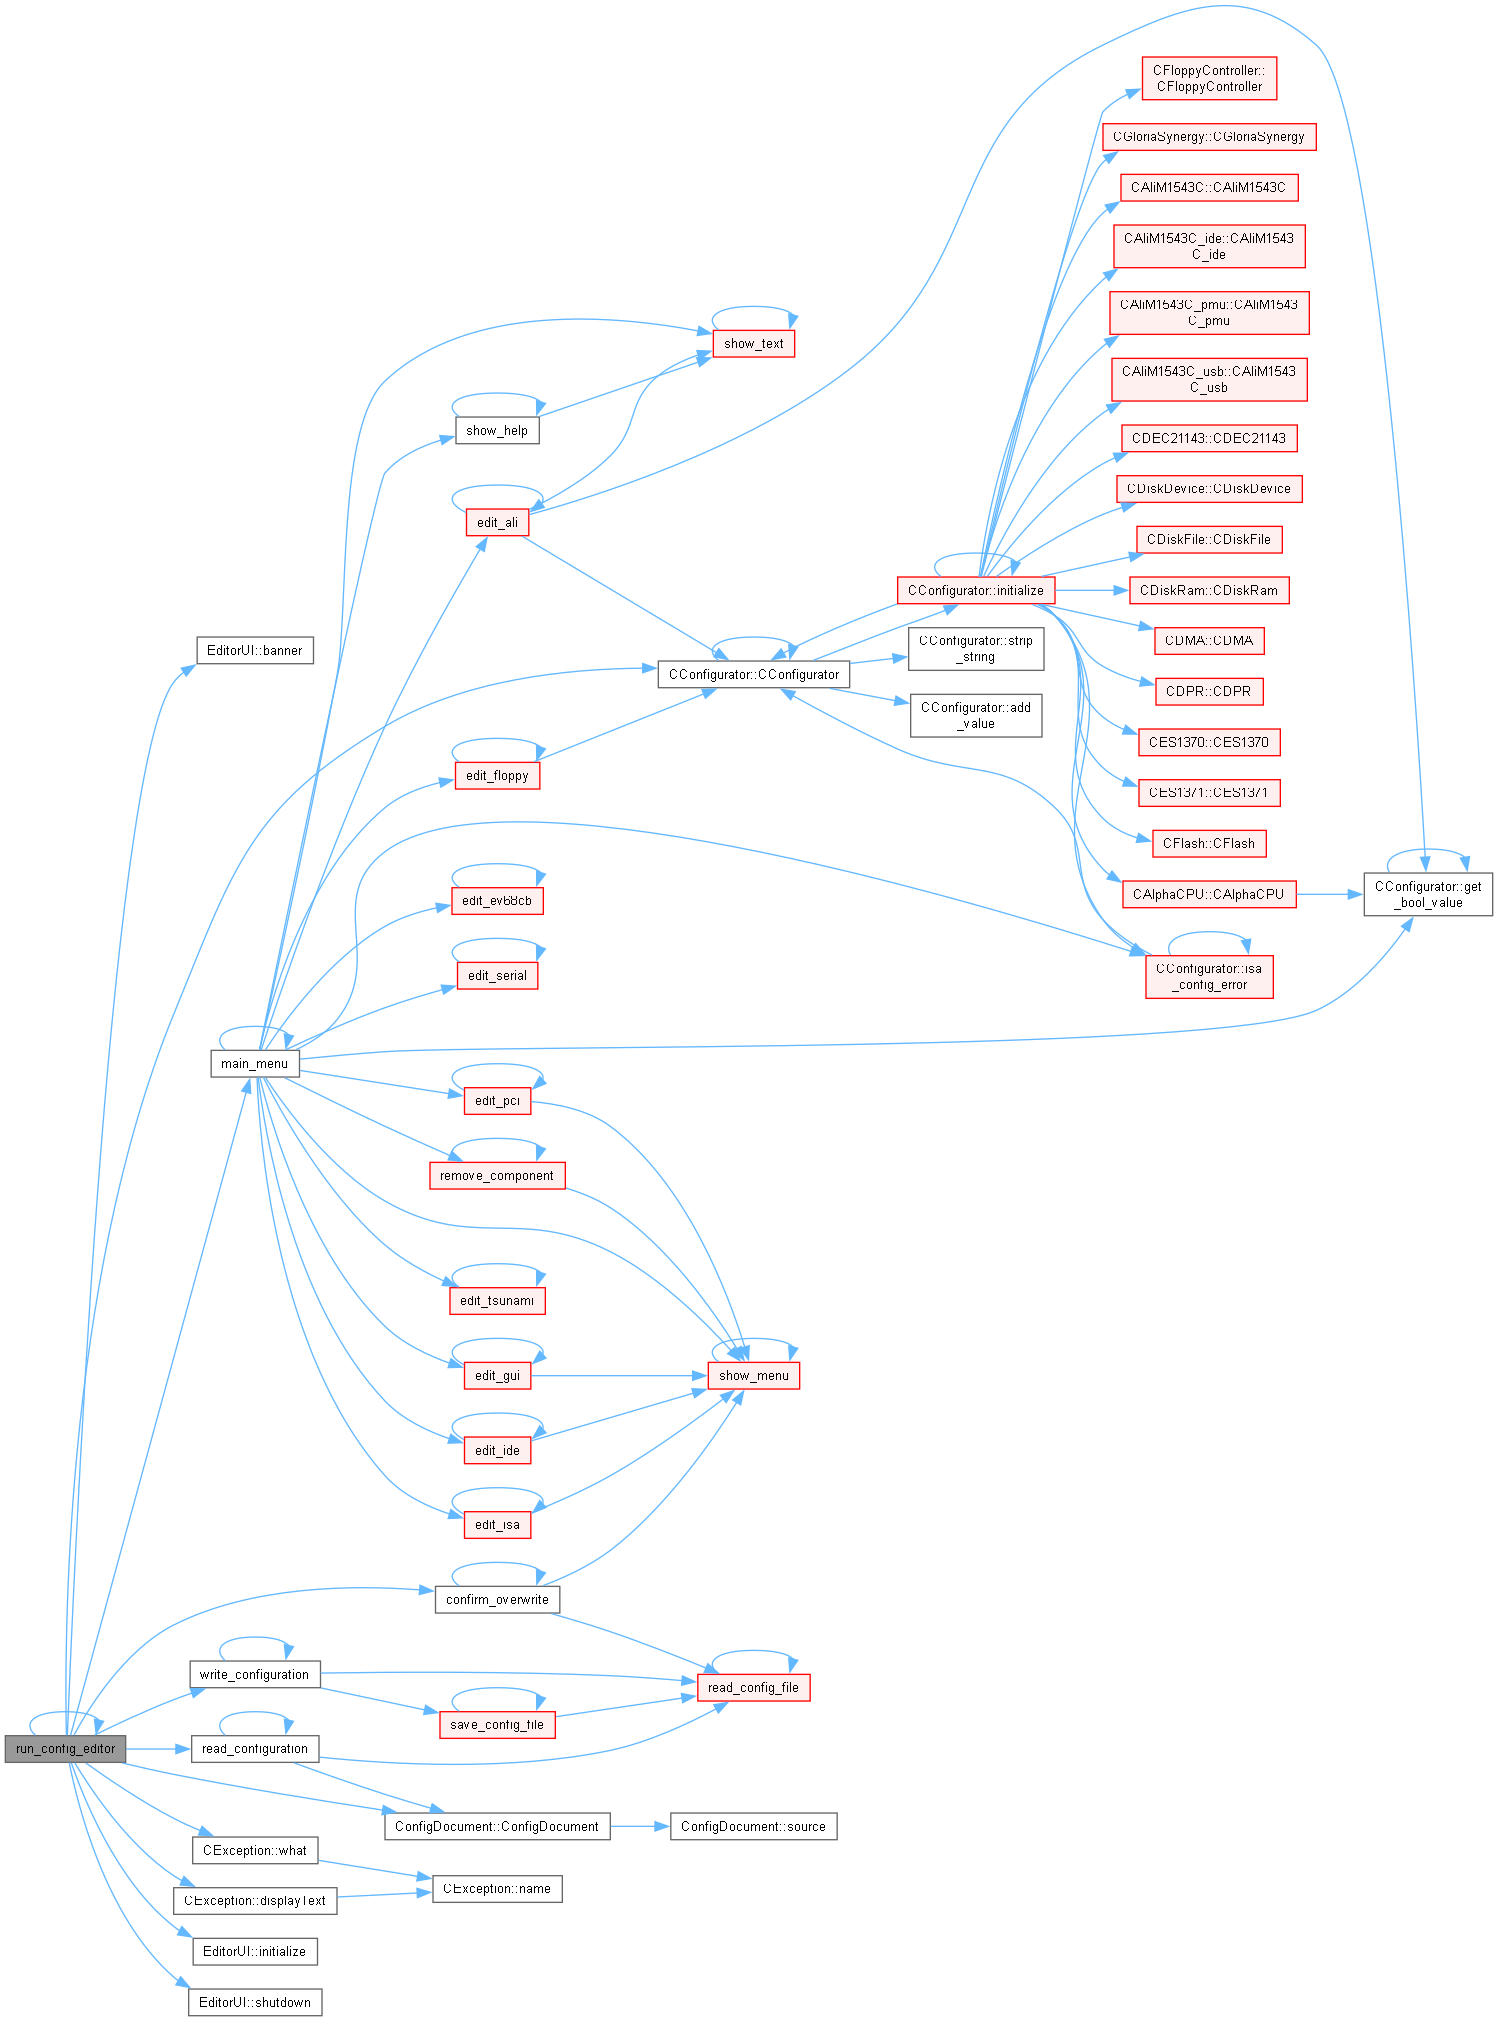 CFloppyController::
CFloppyController
CGloriaSynergy::CGloriaSynergy
CAliM1543C::CAliM1543C
CAliM1543C_ide::CAliM1543
C_ide
CAliM1543C_pmu::CAliM1543
C_pmu
CAliM1543C_usb::CAliM1543
C_usb
CDEC21143::CDEC21143
CDiskDevice::CDiskDevice
CDiskFile::CDiskFile
CDiskRam::CDiskRam
CDMA::CDMA
CDPR::CDPR
CES1370::CES1370
CES1371::CES1371
CFlash::CFlash
CAlphaCPU::CAlphaCPU
CConfigurator::isa
_config_error
CConfigurator::get
_bool_value
CConfigurator::initialize
CConfigurator::strip
_string
CConfigurator::add
_value
CConfigurator::CConfigurator
show_text
show_help
edit_ali
EditorUI::banner
edit_floppy
edit_ev68cb
edit_serial
main_menu
edit_pci
remove_component
edit_tsunami
edit_gui
show_menu
edit_ide
edit_isa
confirm_overwrite
write_configuration
read_config_file
save_config_file
run_config_editor
read_configuration
ConfigDocument::ConfigDocument
ConfigDocument::source
CException::what
CException::name
CException::displayText
EditorUI::initialize
EditorUI::shutdown